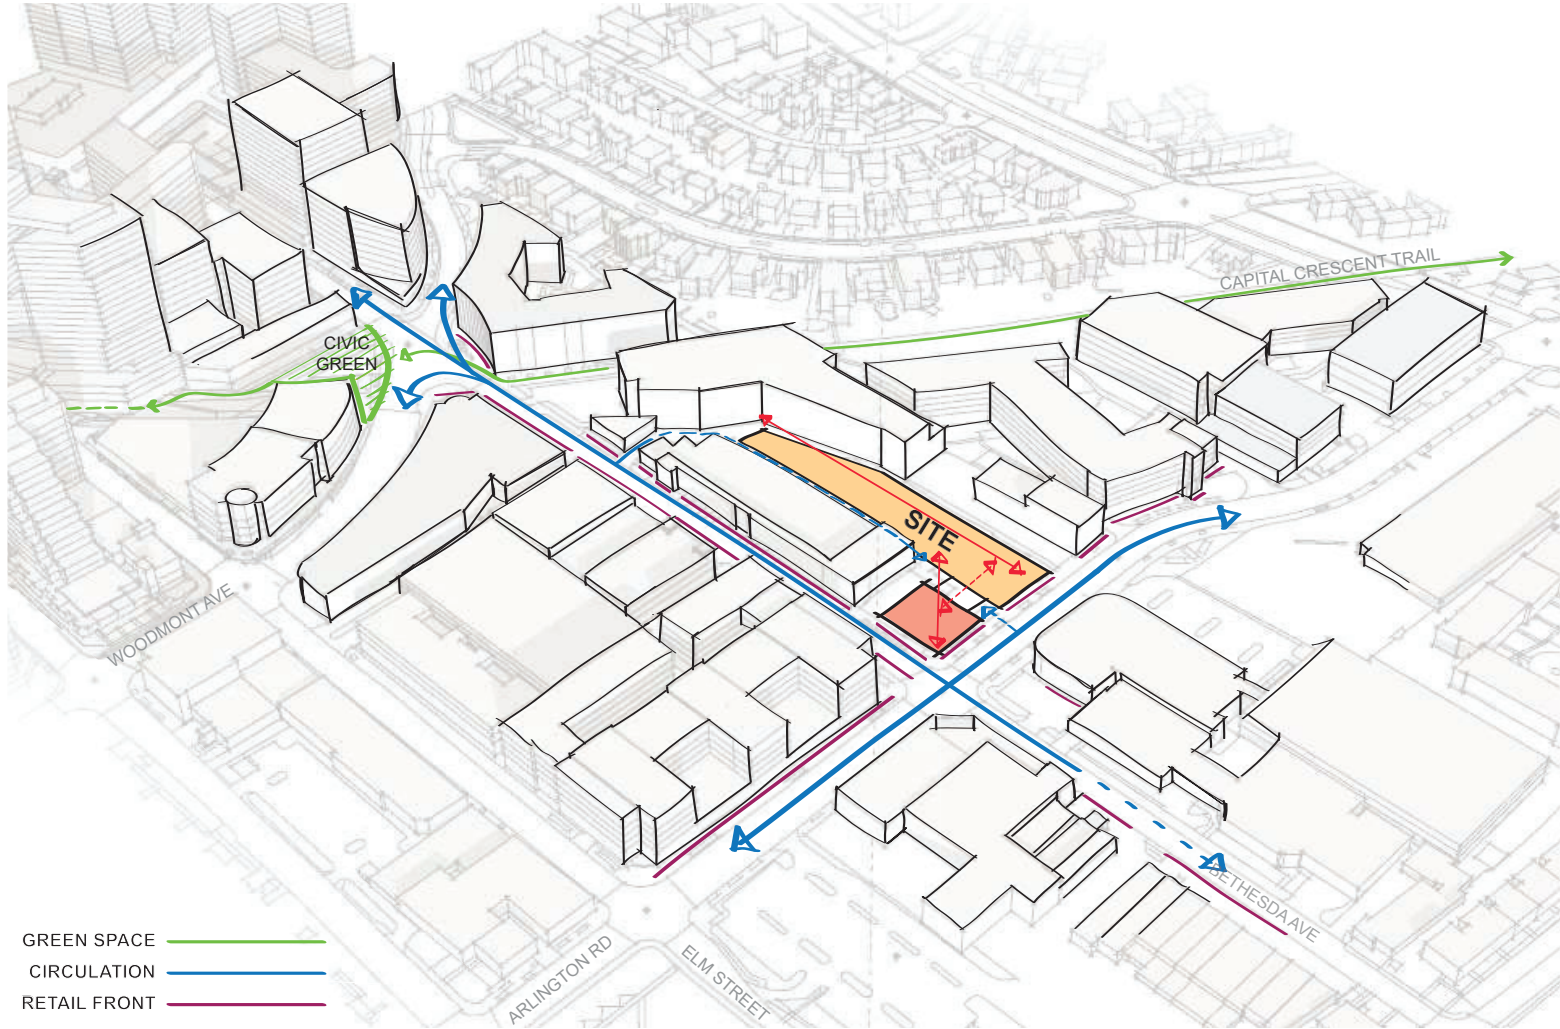 CAPITAL CRESCENT TRAIL
CIVIC
GREEN
SITE
WOODMONT AVE
BETHESDA AVE
GREEN SPACE
CIRCULATION
RETAIL FRONT
ARLINGTON RD
ELM STREET